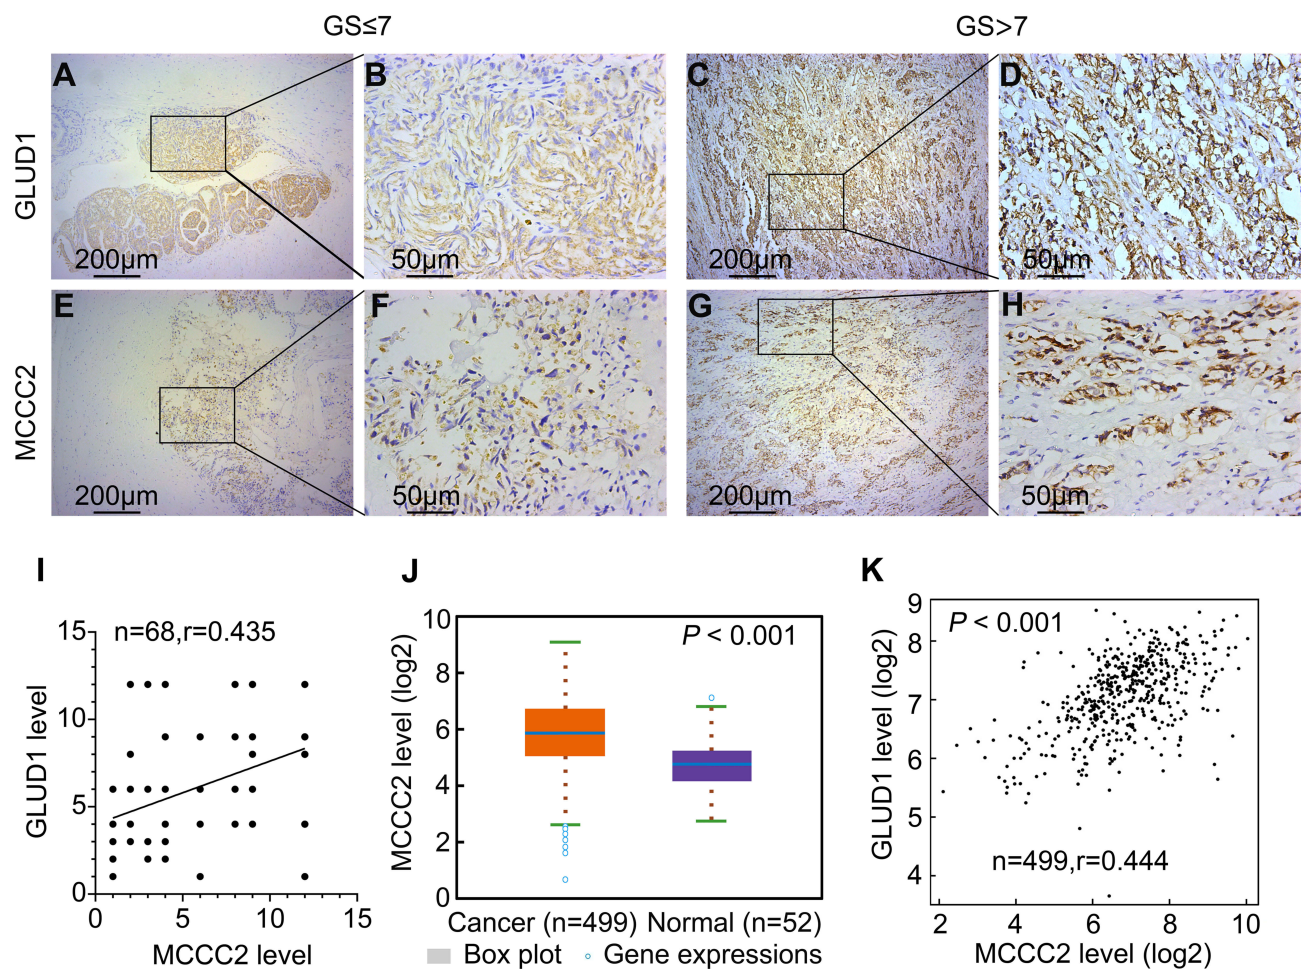 GS≤7
GS>7
GLUD1
A
B
C
D
200µm
50µm
200µm
50µm
MCCC2
E
F
G
H
200µm
50µm
200µm
50µm
I
n=68,r=0.435
15
10
5
0
GLUD1 level
0 5 10 15
MCCC2 level
J
P < 0.001
10
8
6
4
2
0
MCCC2 level (log2)
Cancer (n=499) Normal (n=52)
Box plot Gene expressions
K
P < 0.001
9
8
7
6
5
4
GLUD1 level (log2)
n=499,r=0.444
2 4 6 8 10
MCCC2 level (log2)